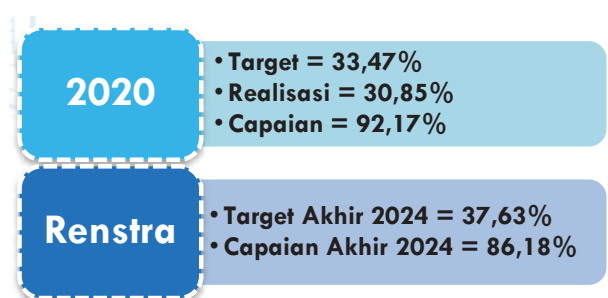 2020
• Target = 33,47%
• Realisasi = 30,85%
• Capaian = 92,17%
Renstra
• Target Akhir 2024 = 37,63%
• Capaian Akhir 2024 = 86,18%